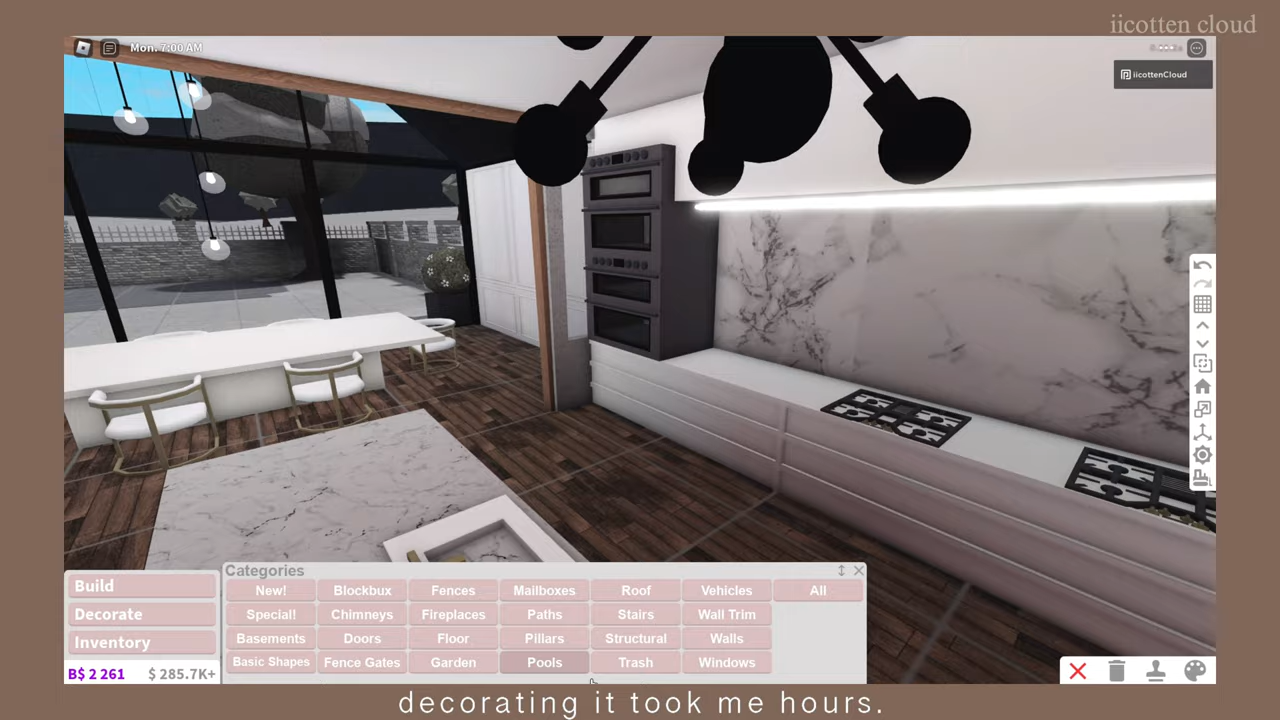 iicotten cloud
Mon. 7:00 AM
iicottenCloud
Build
Decorate
Inventory
B$ 2 261 $ 285.7K+
Categories
New! Blockbux Fences Mailboxes Roof Vehicles All
Special! Chimneys Fireplaces Paths Stairs Wall Trim
Basements Doors Floor Pillars Structural Walls
Basic Shapes Fence Gates Garden Pools Trash Windows
decorating it took me hours.